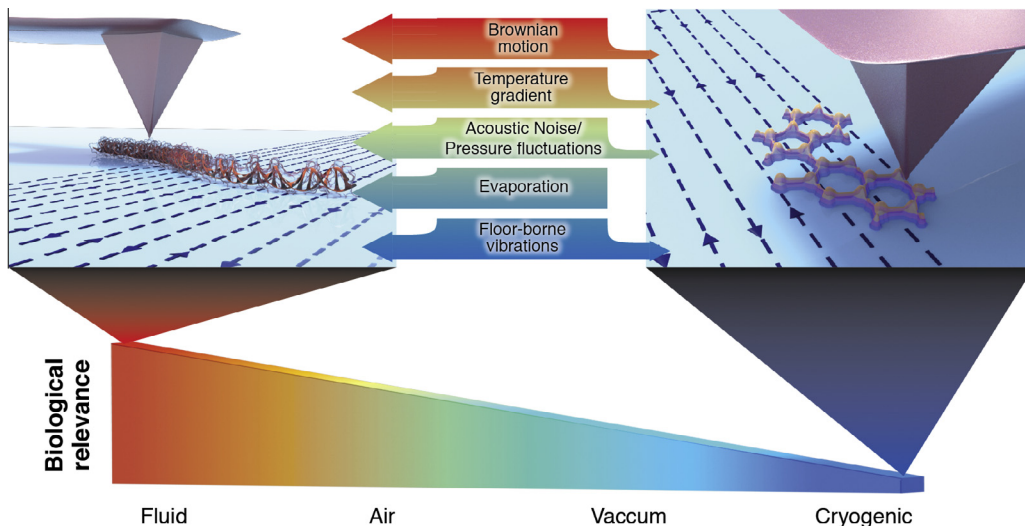 Brownian
motion
Temperature
gradient
Acoustic Noise/
Pressure fluctuations
Evaporation
Floor-borne
vibrations
Biological
relevance
Fluid
Air
Vaccum
Cryogenic